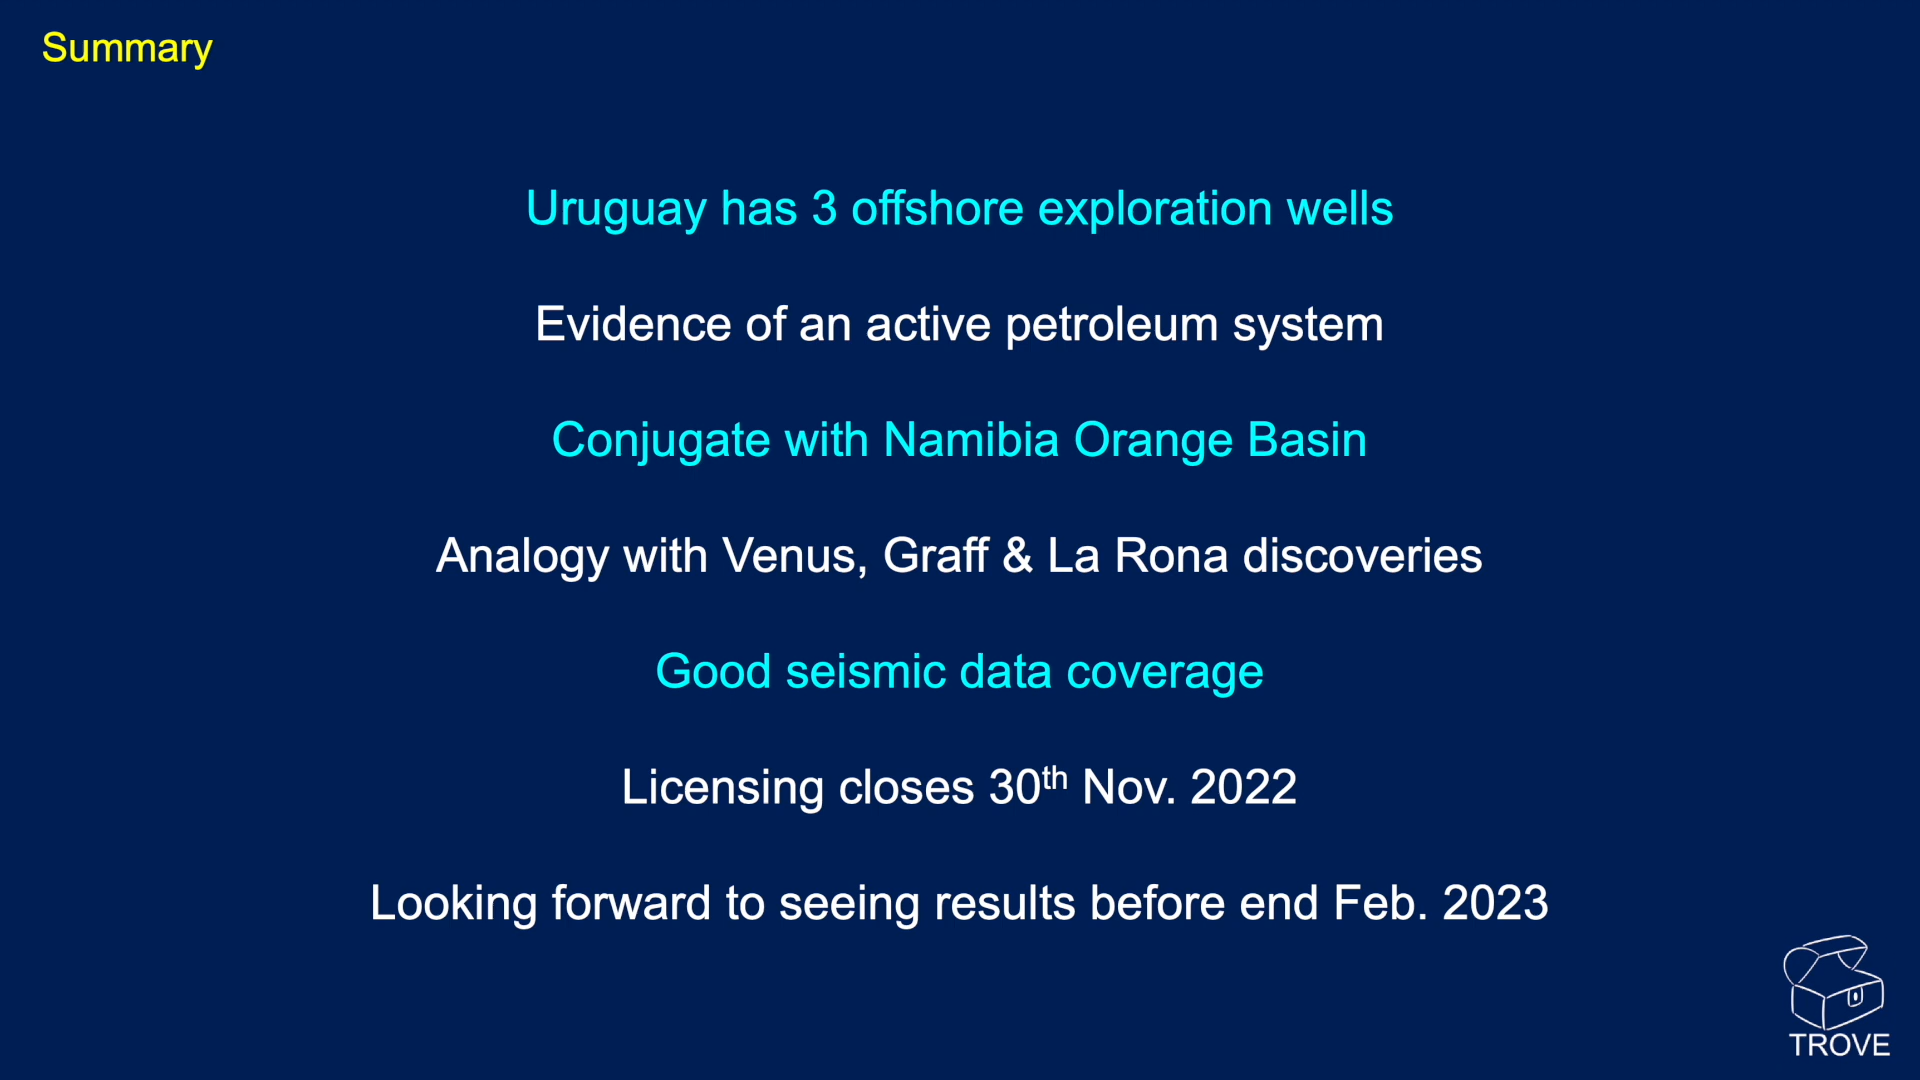 Summary
Uruguay has 3 offshore exploration wells
Evidence of an active petroleum system
Conjugate with Namibia Orange Basin
Analogy with Venus, Graff & La Rona discoveries
Good seismic data coverage
Licensing closes 30th Nov. 2022
Looking forward to seeing results before end Feb. 2023
TROVE